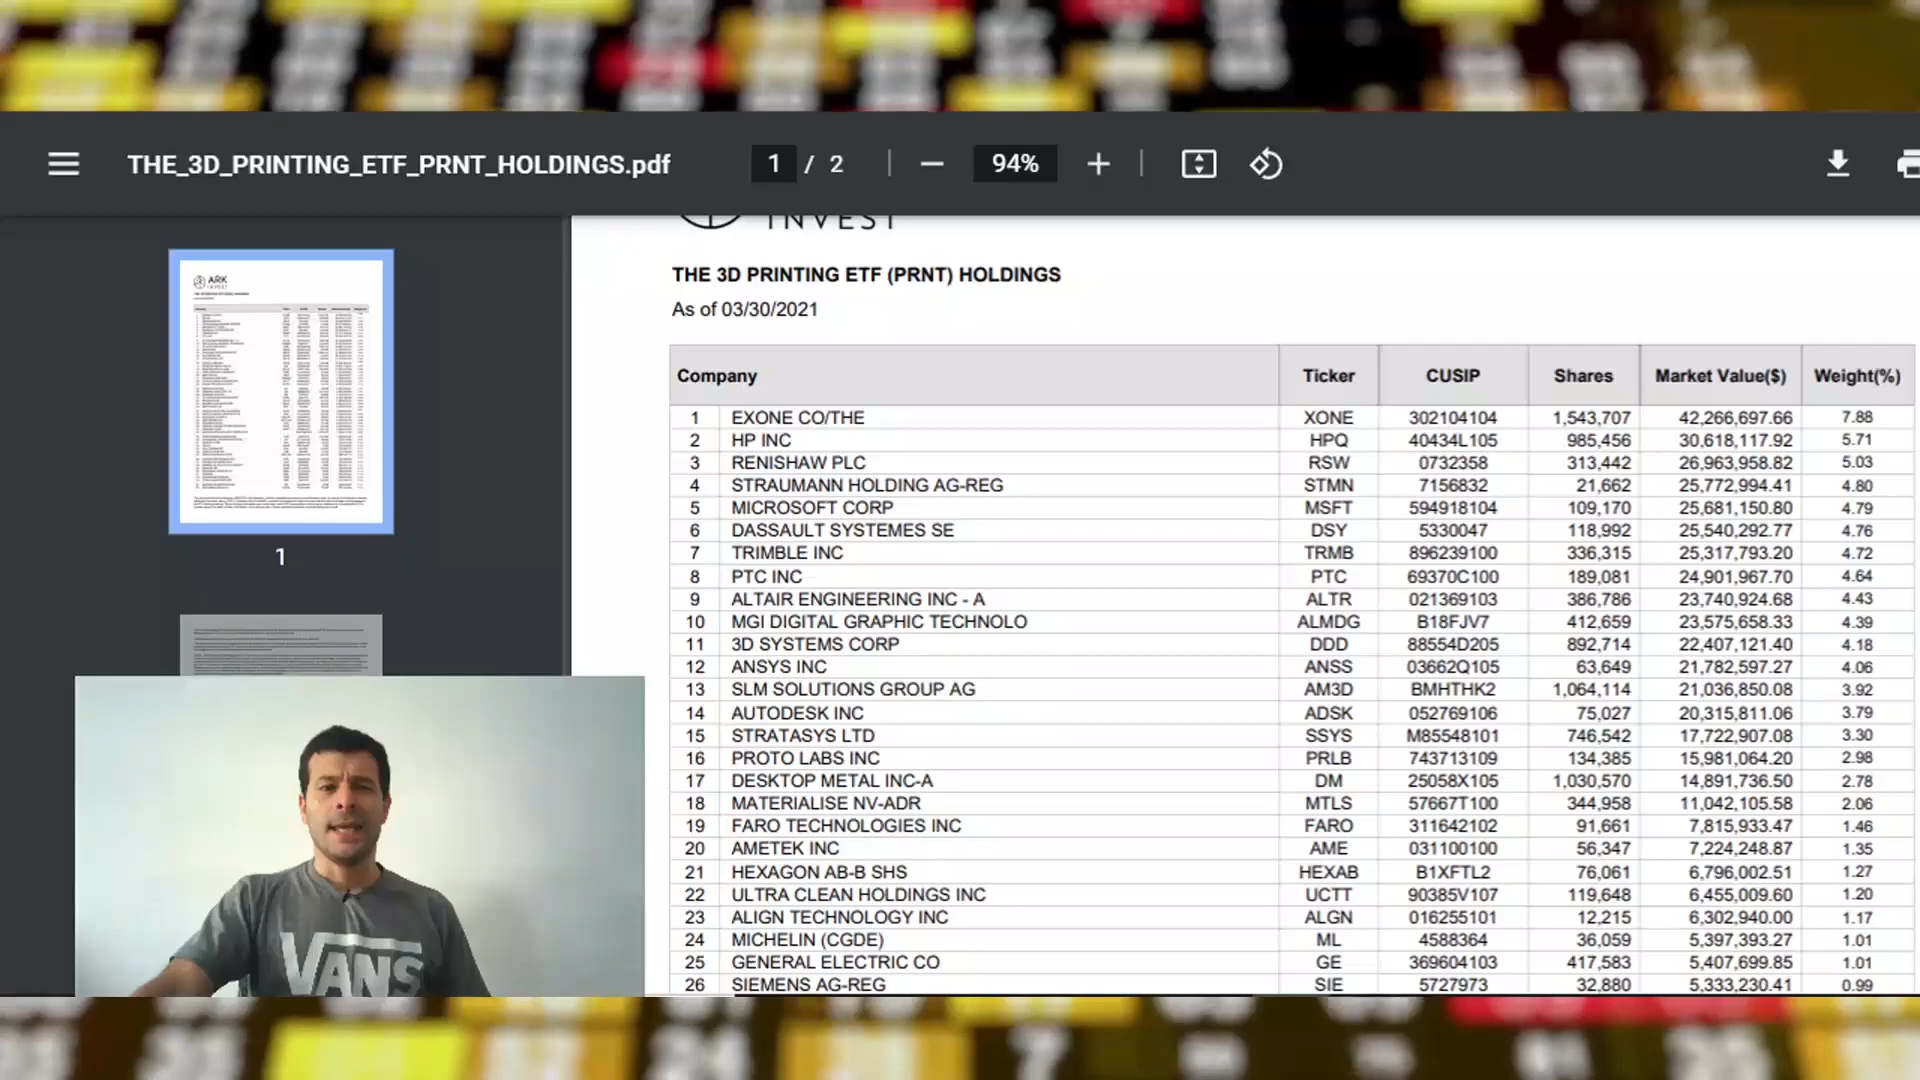 THE_3D_PRINTING_ETF_PRNT_HOLDINGS.pdf 1 / 2 94%
INVEST
THE 3D PRINTING ETF (PRNT) HOLDINGS
As of 03/30/2021
Company Ticker CUSIP Shares Market Value($) Weight(%)
1 EXONE CO/THE XONE 302104104 1,543,707 42,266,697.66 7.88
2 HP INC HPQ 40434L105 985,456 30,618,117.92 5.71
3 RENISHAW PLC RSW 0732358 313,442 26,963,958.82 5.03
4 STRAUMANN HOLDING AG-REG STMN 7156832 21,662 25,772,994.41 4.80
5 MICROSOFT CORP MSFT 594918104 109,170 25,681,150.80 4.79
6 DASSAULT SYSTEMES SE DSY 5330047 118,992 25,540,292.77 4.76
7 TRIMBLE INC TRMB 896239100 336,315 25,317,793.20 4.72
8 PTC INC PTC 69370C100 189,081 24,901,967.70 4.64
9 ALTAIR ENGINEERING INC - A ALTR 021369103 386,786 23,740,924.68 4.43
10 MGI DIGITAL GRAPHIC TECHNOLO ALMDG B18FJV7 412,659 23,575,658.33 4.39
11 3D SYSTEMS CORP DDD 88554D205 892,714 22,407,121.40 4.18
12 ANSYS INC ANSS 03662Q105 63,649 21,782,597.27 4.06
13 SLM SOLUTIONS GROUP AG AM3D BMHTHK2 1,064,114 21,036,850.08 3.92
14 AUTODESK INC ADSK 052769106 75,027 20,315,811.06 3.79
15 STRATASYS LTD SSYS M85548101 746,542 17,722,907.08 3.30
16 PROTO LABS INC PRLB 743713109 134,385 15,981,064.20 2.98
17 DESKTOP METAL INC-A DM 25058X105 1,030,570 14,891,736.50 2.78
18 MATERIALISE NV-ADR MTLS 57667T100 344,958 11,042,105.58 2.06
19 FARO TECHNOLOGIES INC FARO 311642102 91,661 7,815,933.47 1.46
20 AMETEK INC AME 031100100 56,347 7,224,248.87 1.35
21 HEXAGON AB-B SHS HEXAB B1XFTL2 76,061 6,796,002.51 1.27
22 ULTRA CLEAN HOLDINGS INC UCTT 90385V107 119,648 6,455,009.60 1.20
23 ALIGN TECHNOLOGY INC ALGN 016255101 12,215 6,302,940.00 1.17
24 MICHELIN (CGDE) ML 4588364 36,059 5,397,393.27 1.01
25 GENERAL ELECTRIC CO GE 369604103 417,583 5,407,699.85 1.01
26 SIEMENS AG-REG SIE 5727973 32,880 5,333,230.41 0.99
ARK
1
VANS